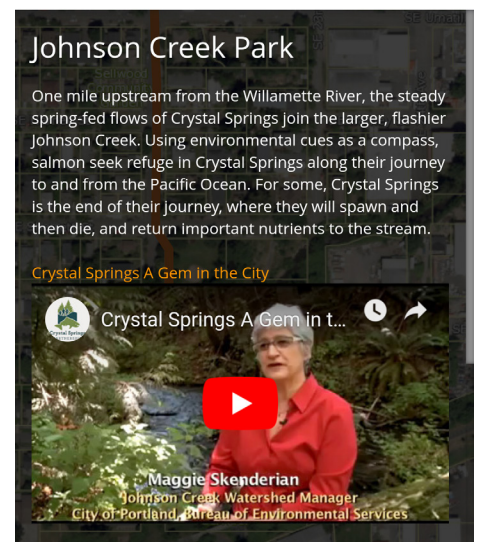 Johnson Creek Park
Sellwood
One mile upstream from the Willamette River, the steady
spring-fed flows of Crystal Springs join the larger, flashier
Johnson Creek. Using environmental cues as a compass,
salmon seek refuge in Crystal Springs along their journey
to and from the Pacific Ocean. For some, Crystal Springs
is the end of their journey, where they will spawn and
then die, and return important nutrients to the stream.
Crystal Springs A Gem in the City
Crystal Springs A Gem in t...
Crystal Springs
Maggie Skenderian
Johnson Creek Watershed Manager
City of Portland, Bureau of Environmental Services